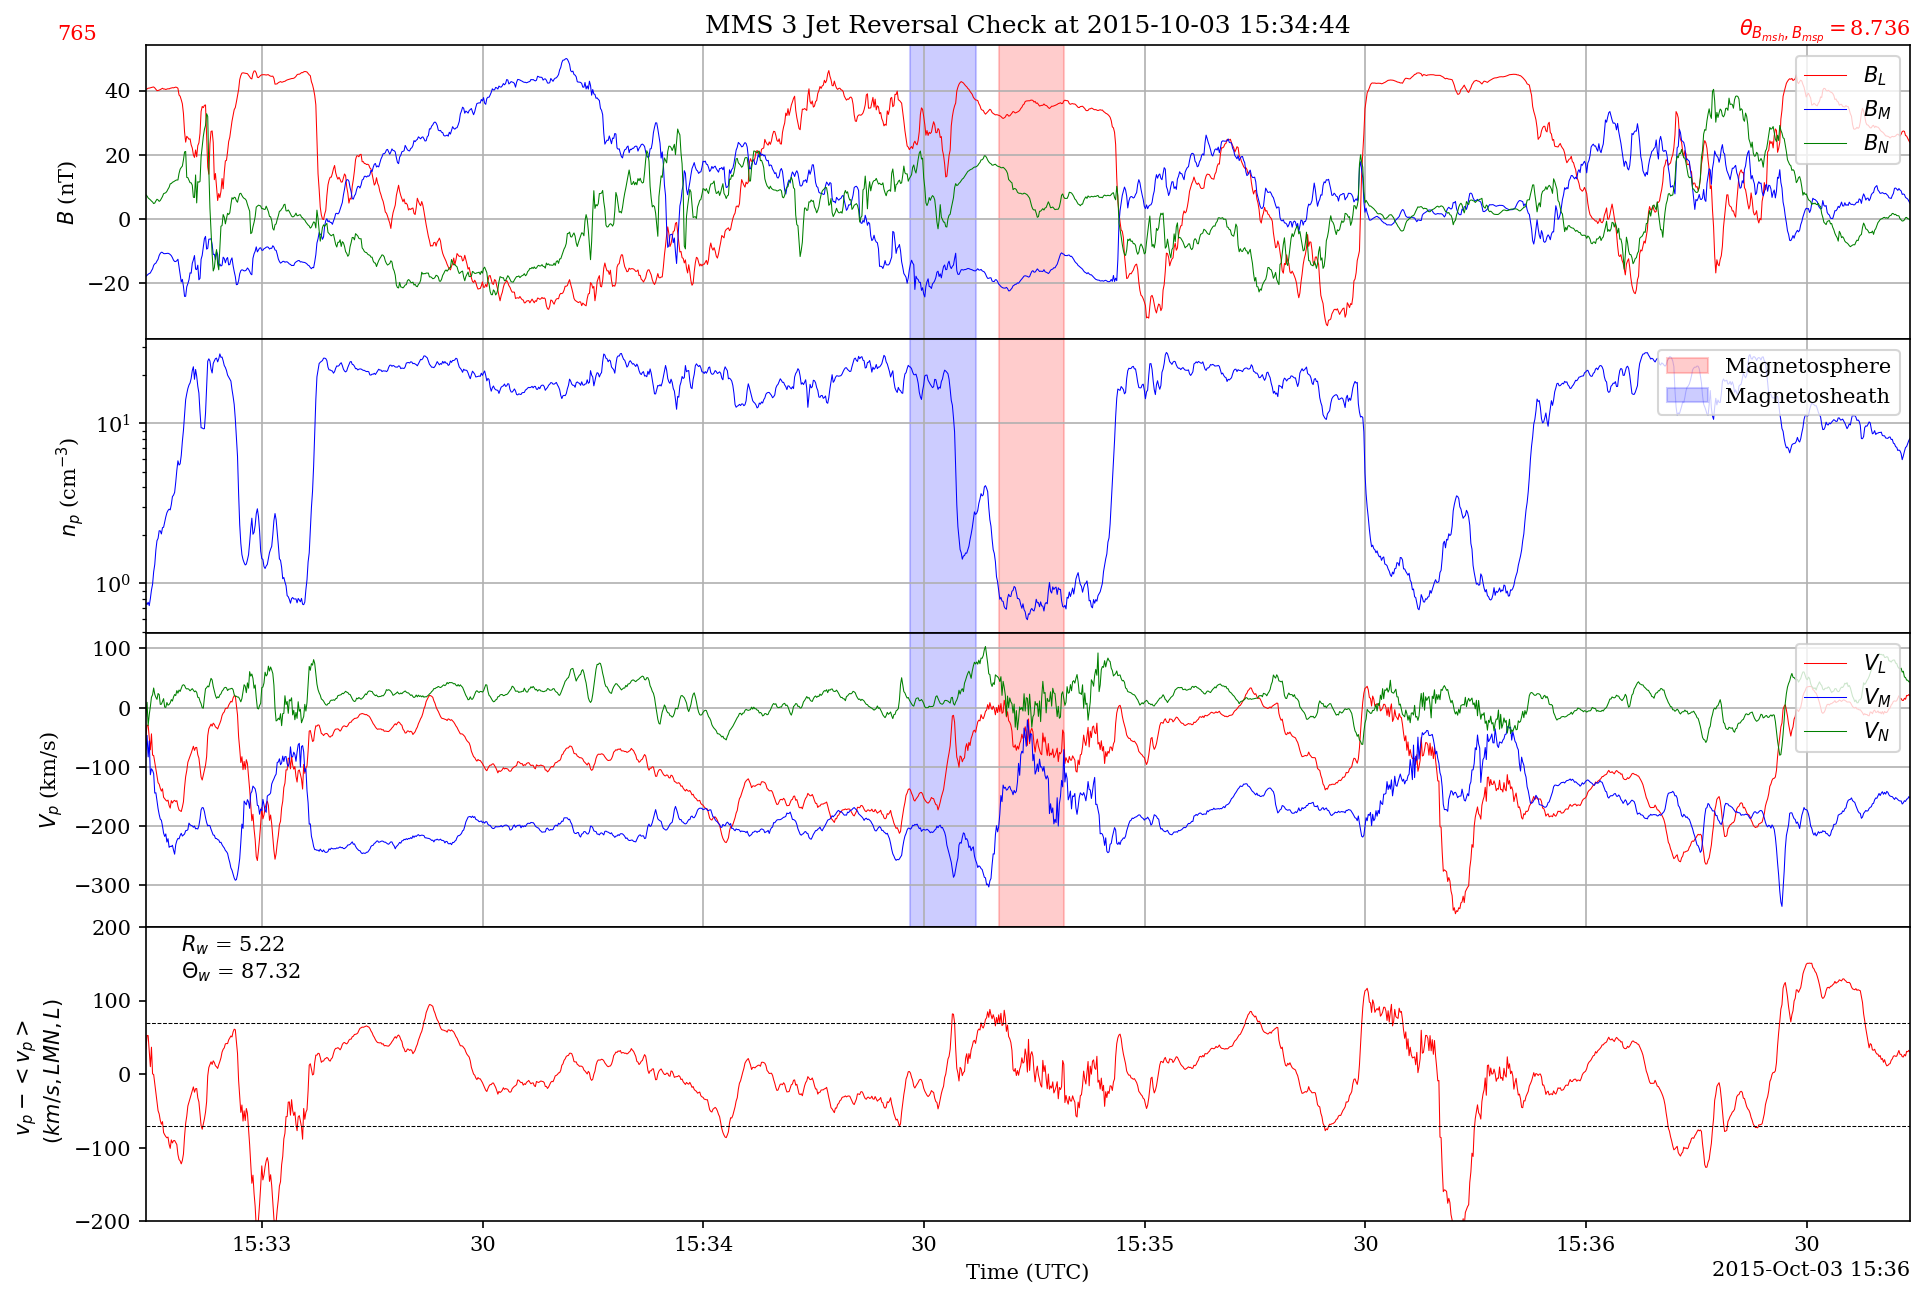 MMS 3 Jet Reversal Check at 2015-10-03 15:34:44
765
θ_{B_{msh}, B_{msp}} = 8.736
B (nT)
40
20
0
−20
B_L
B_M
B_N
n_p (cm^{−3})
10^1
10^0
Magnetosphere
Magnetosheath
V_p (km/s)
100
0
−100
−200
−300
V_L
V_M
V_N
v_p − < v_p >
(km/s, LMN, L)
200
100
0
−100
−200
R_w = 5.22
Θ_w = 87.32
15:33
30
15:34
30
15:35
30
15:36
30
Time (UTC)
2015-Oct-03 15:36